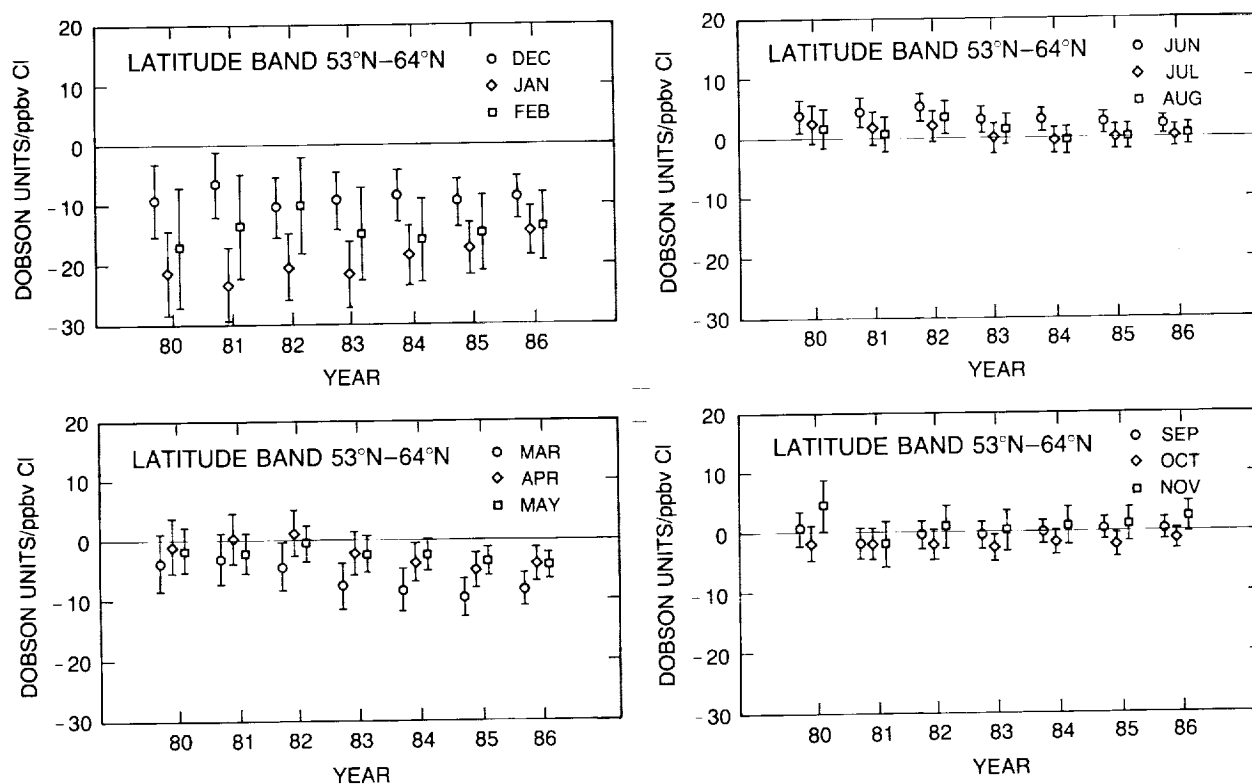 LATITUDE BAND 53°N–64°N
DEC
JAN
FEB
DOBSON UNITS/ppbv Cl
20
10
0
−10
−20
−30
80 81 82 83 84 85 86
YEAR
LATITUDE BAND 53°N–64°N
JUN
JUL
AUG
DOBSON UNITS/ppbv Cl
20
10
0
−10
−20
−30
80 81 82 83 84 85 86
YEAR
LATITUDE BAND 53°N–64°N
MAR
APR
MAY
DOBSON UNITS/ppbv Cl
20
10
0
−10
−20
−30
80 81 82 83 84 85 86
YEAR
LATITUDE BAND 53°N–64°N
SEP
OCT
NOV
DOBSON UNITS/ppbv Cl
20
10
0
−10
−20
−30
80 81 82 83 84 85 86
YEAR